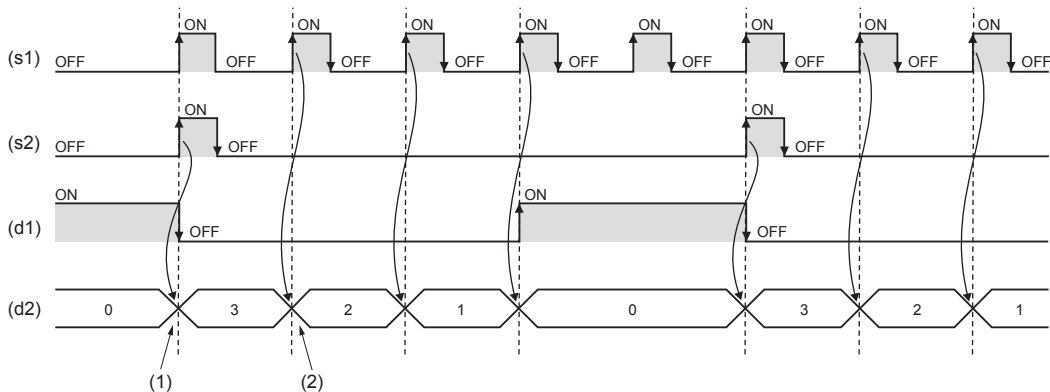 ON ON ON ON ON ON ON ON
(s1) OFF OFF OFF OFF OFF OFF OFF OFF OFF
ON ON
(s2) OFF OFF OFF
ON ON
(d1) OFF OFF
(d2) 0 3 2 1 0 3 2 1
(1) (2)